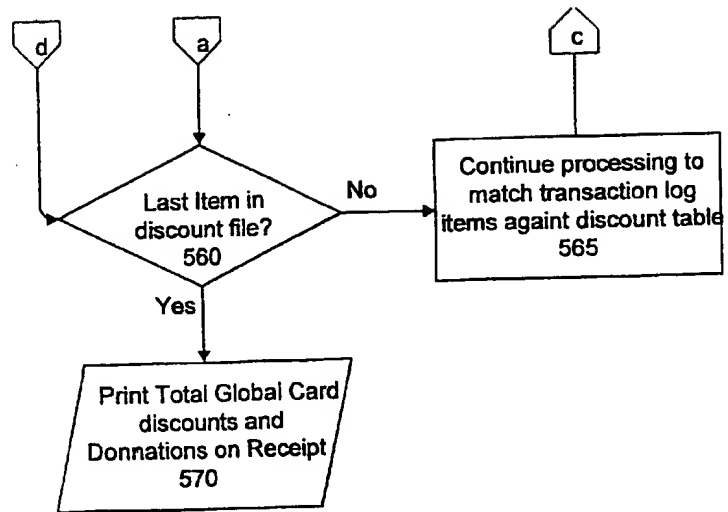 d
a
c
Last Item in
discount file?
560
No
Continue processing to
match transaction log
items againt discount table
565
Yes
Print Total Global Card
discounts and
Donnations on Receipt
570